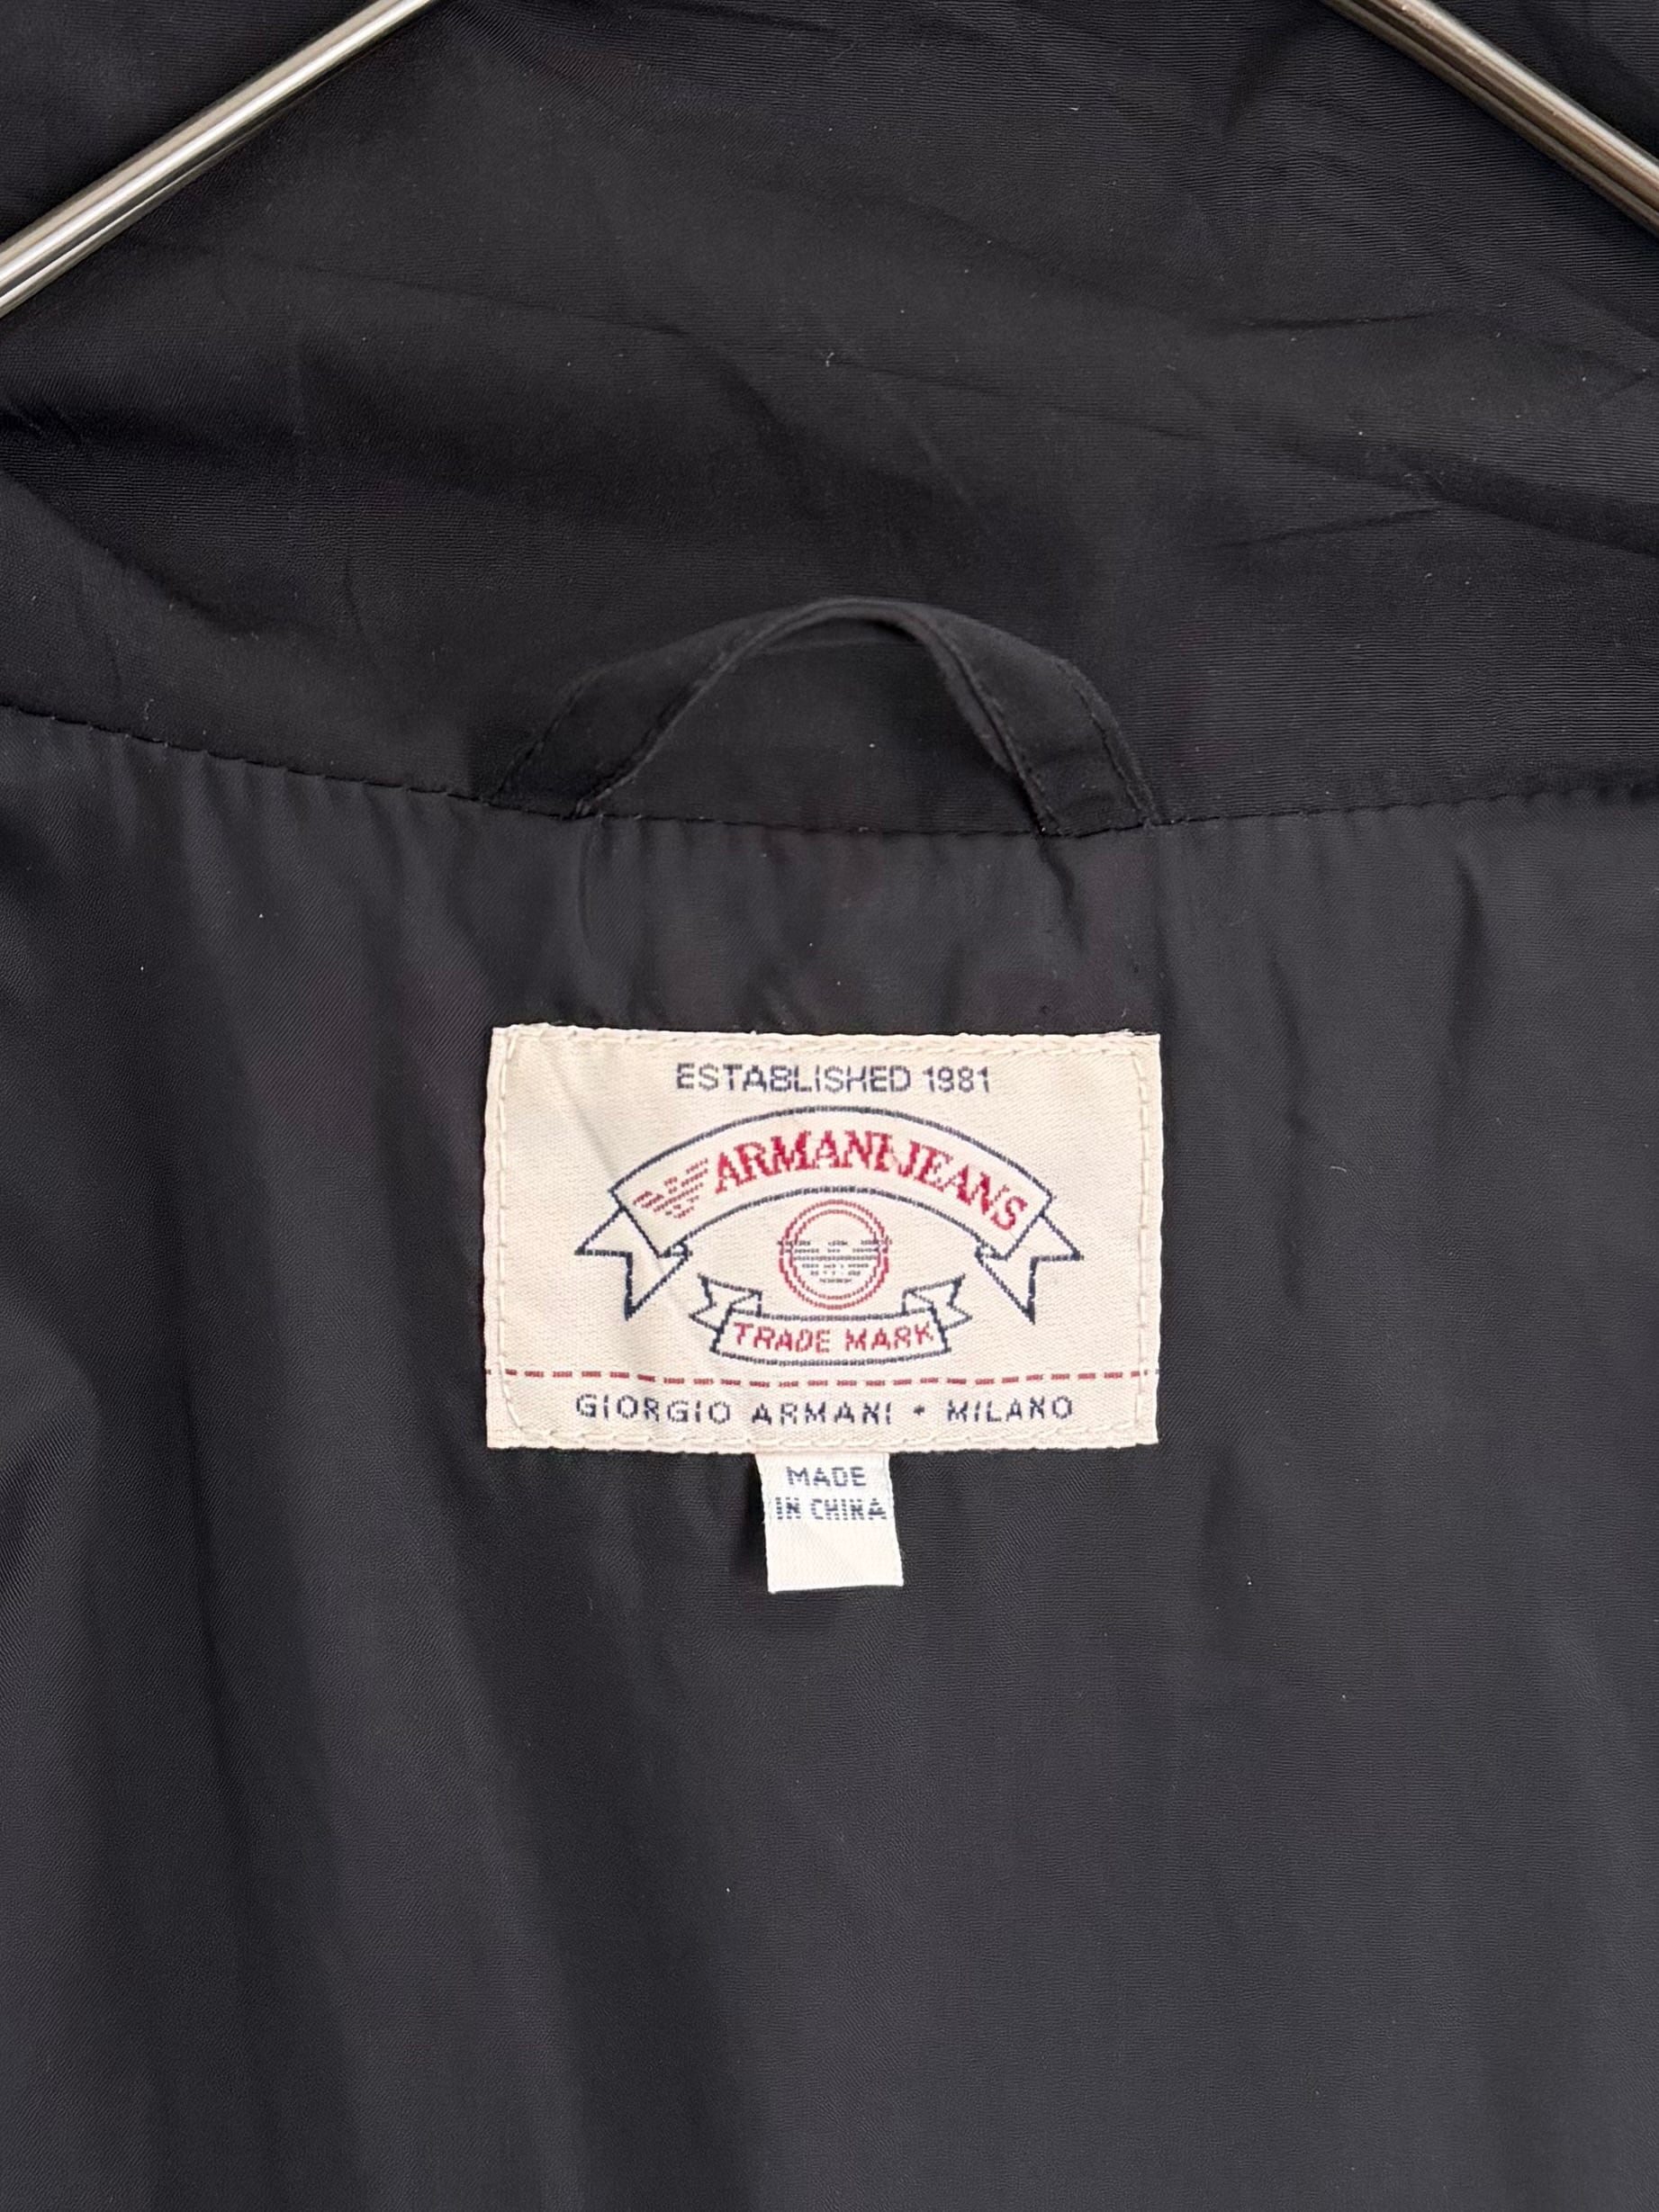 ESTABLISHED 1981
ARMANI JEANS
TRADE MARK
GIORGIO ARMANI • MILANO
MADE
IN CHINA